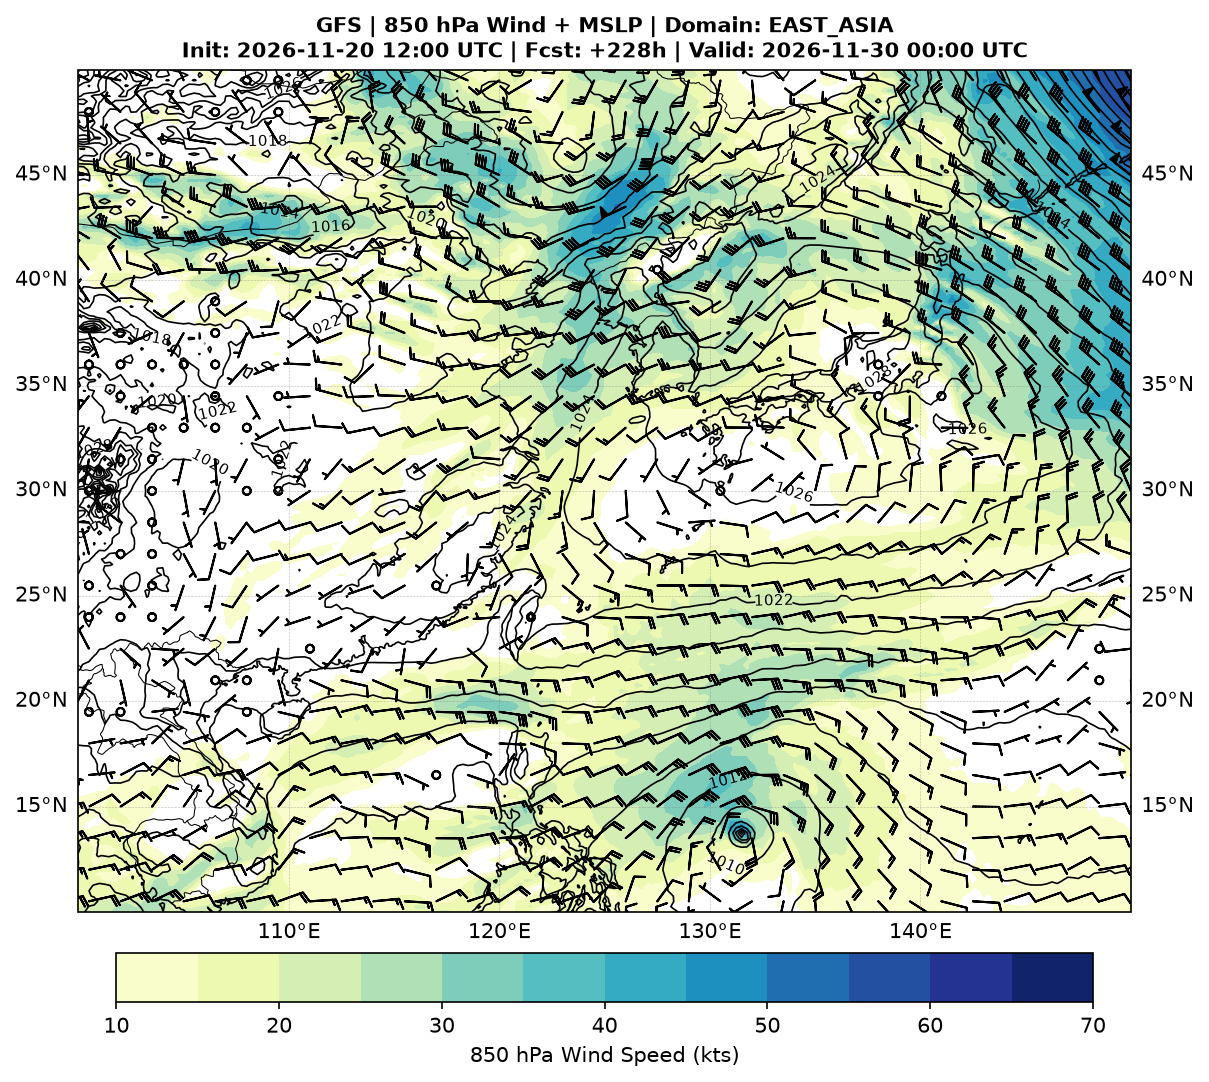 GFS | 850 hPa Wind + MSLP | Domain: EAST_ASIA
Init: 2026-11-20 12:00 UTC | Fcst: +228h | Valid: 2026-11-30 00:00 UTC
1018
1024
1014
1016
1020
45°N
45°N
40°N
40°N
1018
1022
35°N
35°N
1020
1022
1024
1026
1020
1026
30°N
30°N
1024
25°N
25°N
1022
20°N
20°N
1012
15°N
15°N
1010
110°E
120°E
130°E
140°E
10
20
30
40
50
60
70
850 hPa Wind Speed (kts)